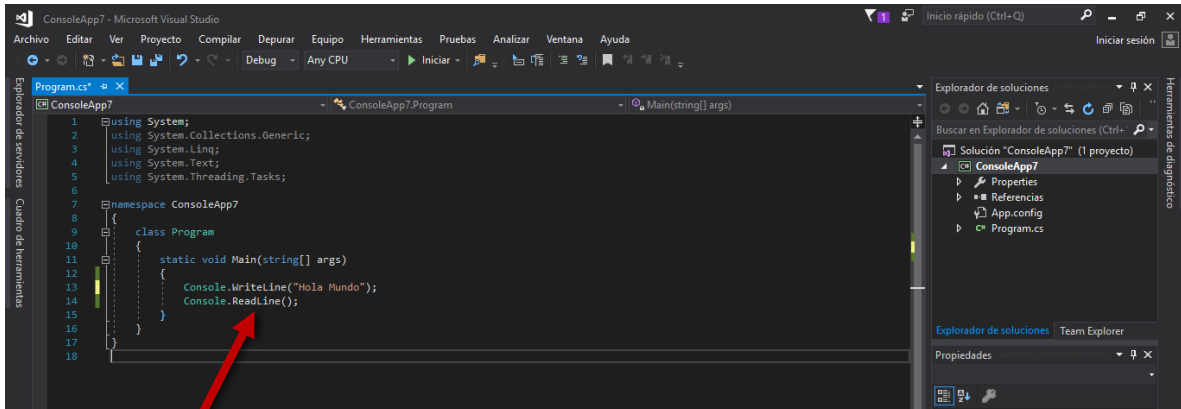 ConsoleApp7 - Microsoft Visual Studio
1
Inicio rápido (Ctrl+Q)
Archivo Editar Ver Proyecto Compilar Depurar Equipo Herramientas Pruebas Analizar Ventana Ayuda
Iniciar sesión
Debug Any CPU Iniciar
Explorador de servidores
Cuadro de herramientas
Program.cs*
C# ConsoleApp7 ConsoleApp7.Program Main(string[] args)
1 using System;
2 using System.Collections.Generic;
3 using System.Linq;
4 using System.Text;
5 using System.Threading.Tasks;
6
7 namespace ConsoleApp7
8 {
9 class Program
10 {
11 static void Main(string[] args)
12 {
13 Console.WriteLine("Hola Mundo");
14 Console.ReadLine();
15 }
16 }
17 }
18
Explorador de soluciones
Buscar en Explorador de soluciones (Ctrl+
Solución "ConsoleApp7" (1 proyecto)
C# ConsoleApp7
Properties
Referencias
App.config
C# Program.cs
Explorador de soluciones Team Explorer
Propiedades
Herramientas de diagnóstico